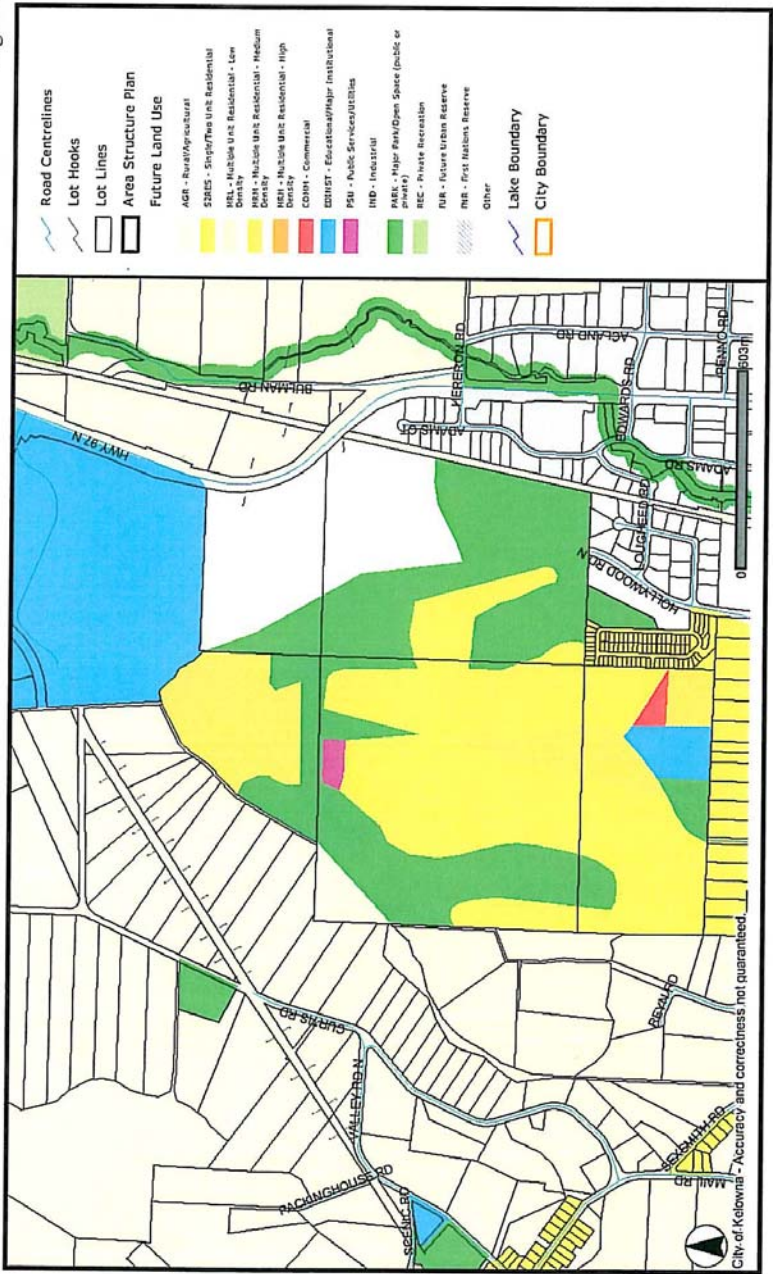 Road Centrelines
Lot Hooks
Lot Lines
Area Structure Plan
Future Land Use
AGR - Rural/Agricultural
S2RES - Single/Two Unit Residential
MRL - Multiple Unit Residential - Low
Density
MRM - Multiple Unit Residential - Medium
Density
MRH - Multiple Unit Residential - High
Density
COMM - Commercial
EDINST - Educational/Major Institutional
PSU - Public Services/Utilities
IND - Industrial
PARK - Major Park/Open Space (public or
private)
REC - Private Recreation
FUR - Future Urban Reserve
FNR - First Nations Reserve
Other
Lake Boundary
City Boundary
HWY 97 N
BULMAN RD
HEREFORD RD
ACLAND RD
ADAMS CT
EDWARDS RD
PENNO RD
ADAMS RD
LOUGHEED RD
HOLLYWOOD RD N
CURTIS RD
VALLEY RD N
PACKINGHOUSE RD
SCENIC RD
REYN RD
SEXSMITH RD
MAIL RD
0
603m
City of Kelowna - Accuracy and correctness not guaranteed.